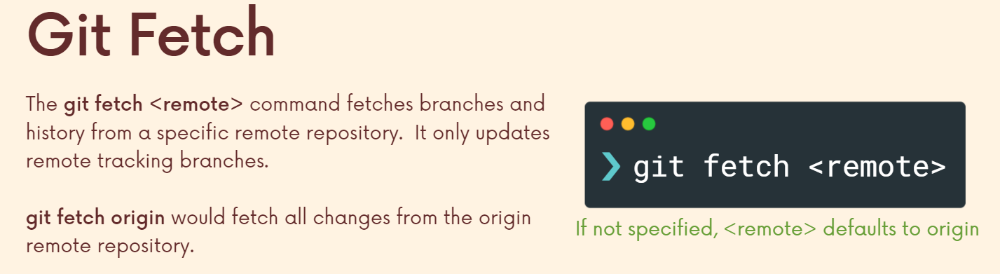 Git Fetch
The git fetch <remote> command fetches branches and
history from a specific remote repository.  It only updates
remote tracking branches.
git fetch origin would fetch all changes from the origin
remote repository.
❯ git fetch <remote>
If not specified, <remote> defaults to origin